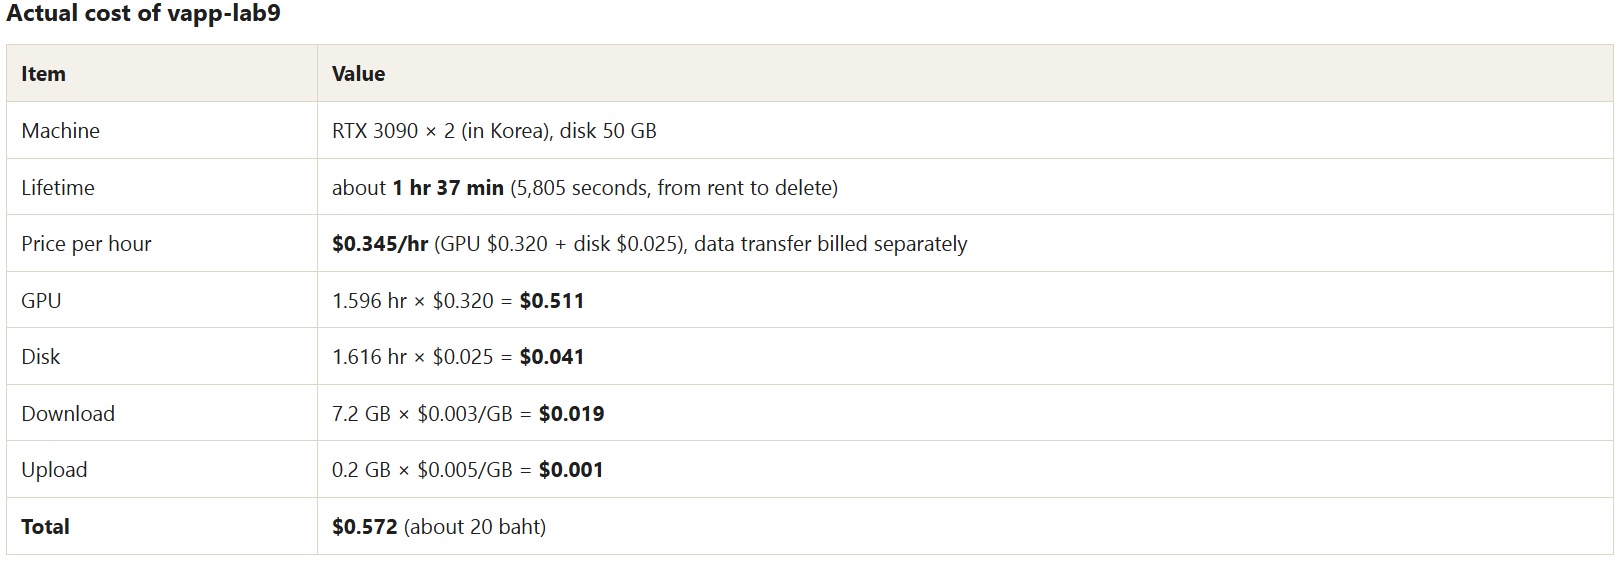 Actual cost of vapp-lab9
Item Value
Machine RTX 3090 × 2 (in Korea), disk 50 GB
Lifetime about 1 hr 37 min (5,805 seconds, from rent to delete)
Price per hour $0.345/hr (GPU $0.320 + disk $0.025), data transfer billed separately
GPU 1.596 hr × $0.320 = $0.511
Disk 1.616 hr × $0.025 = $0.041
Download 7.2 GB × $0.003/GB = $0.019
Upload 0.2 GB × $0.005/GB = $0.001
Total $0.572 (about 20 baht)